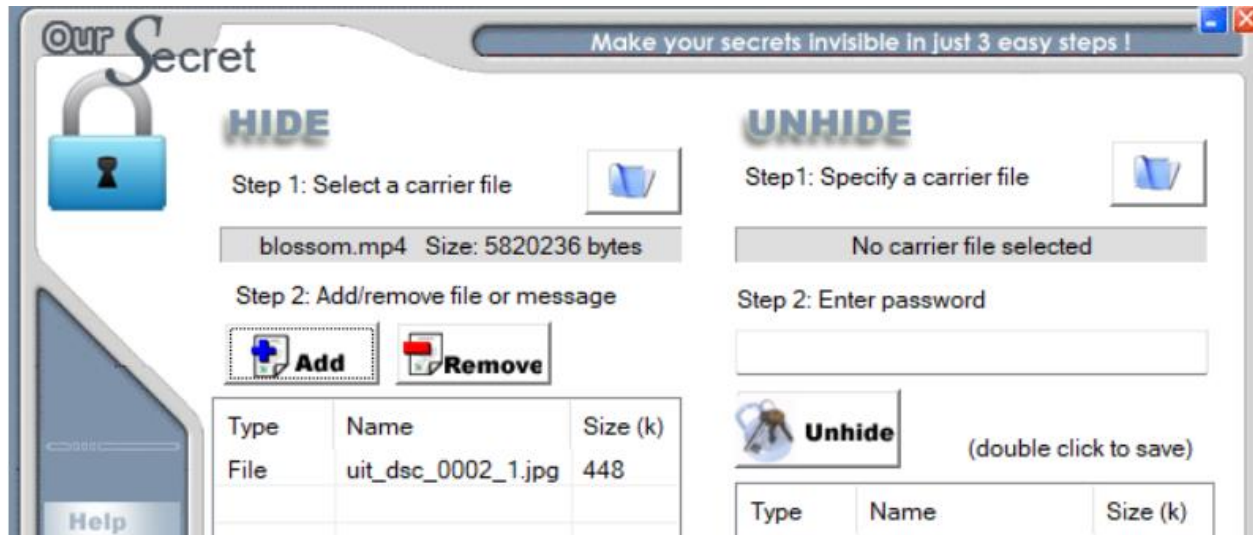 Our Secret
Make your secrets invisible in just 3 easy steps !
HIDE
Step 1: Select a carrier file
blossom.mp4 Size: 5820236 bytes
Step 2: Add/remove file or message
Add Remove
Type Name Size (k)
File uit_dsc_0002_1.jpg 448
UNHIDE
Step1: Specify a carrier file
No carrier file selected
Step 2: Enter password
Unhide
(double click to save)
Type Name Size (k)
Help